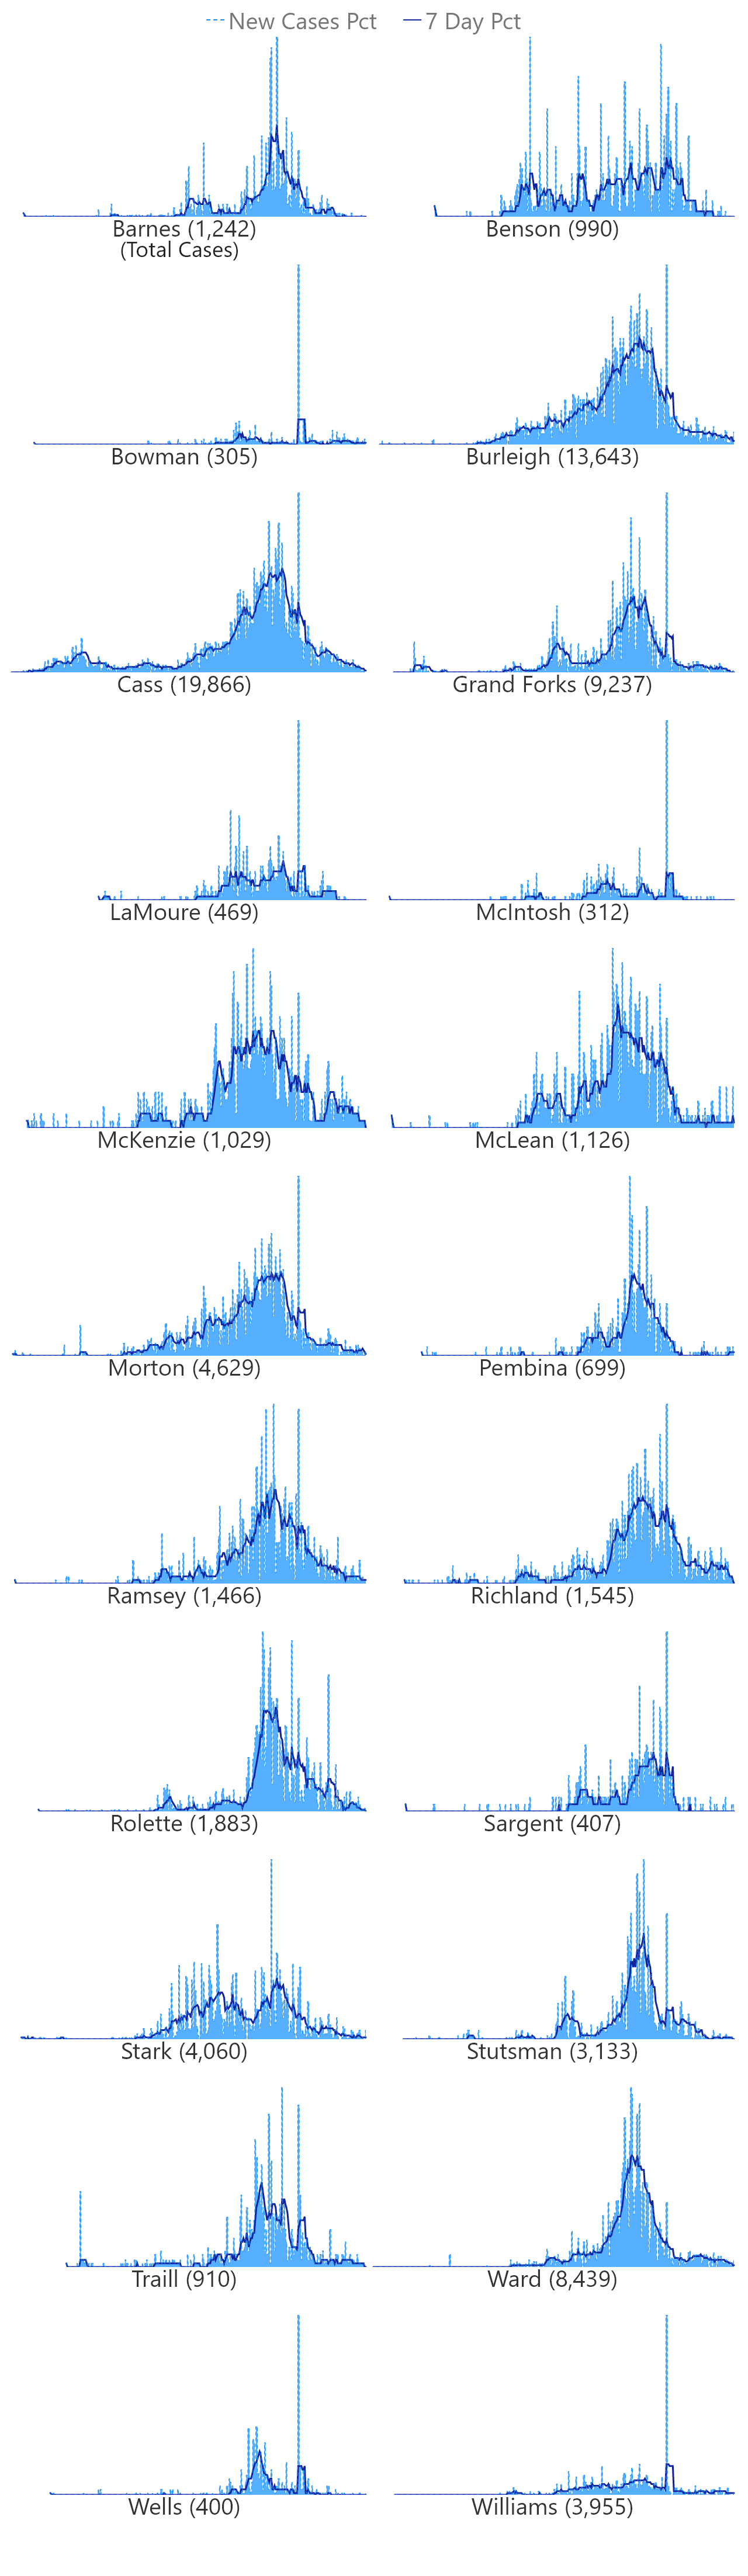 New Cases Pct 7 Day Pct
Barnes (1,242)
(Total Cases)
Benson (990)
Bowman (305)
Burleigh (13,643)
Cass (19,866)
Grand Forks (9,237)
LaMoure (469)
McIntosh (312)
McKenzie (1,029)
McLean (1,126)
Morton (4,629)
Pembina (699)
Ramsey (1,466)
Richland (1,545)
Rolette (1,883)
Sargent (407)
Stark (4,060)
Stutsman (3,133)
Traill (910)
Ward (8,439)
Wells (400)
Williams (3,955)